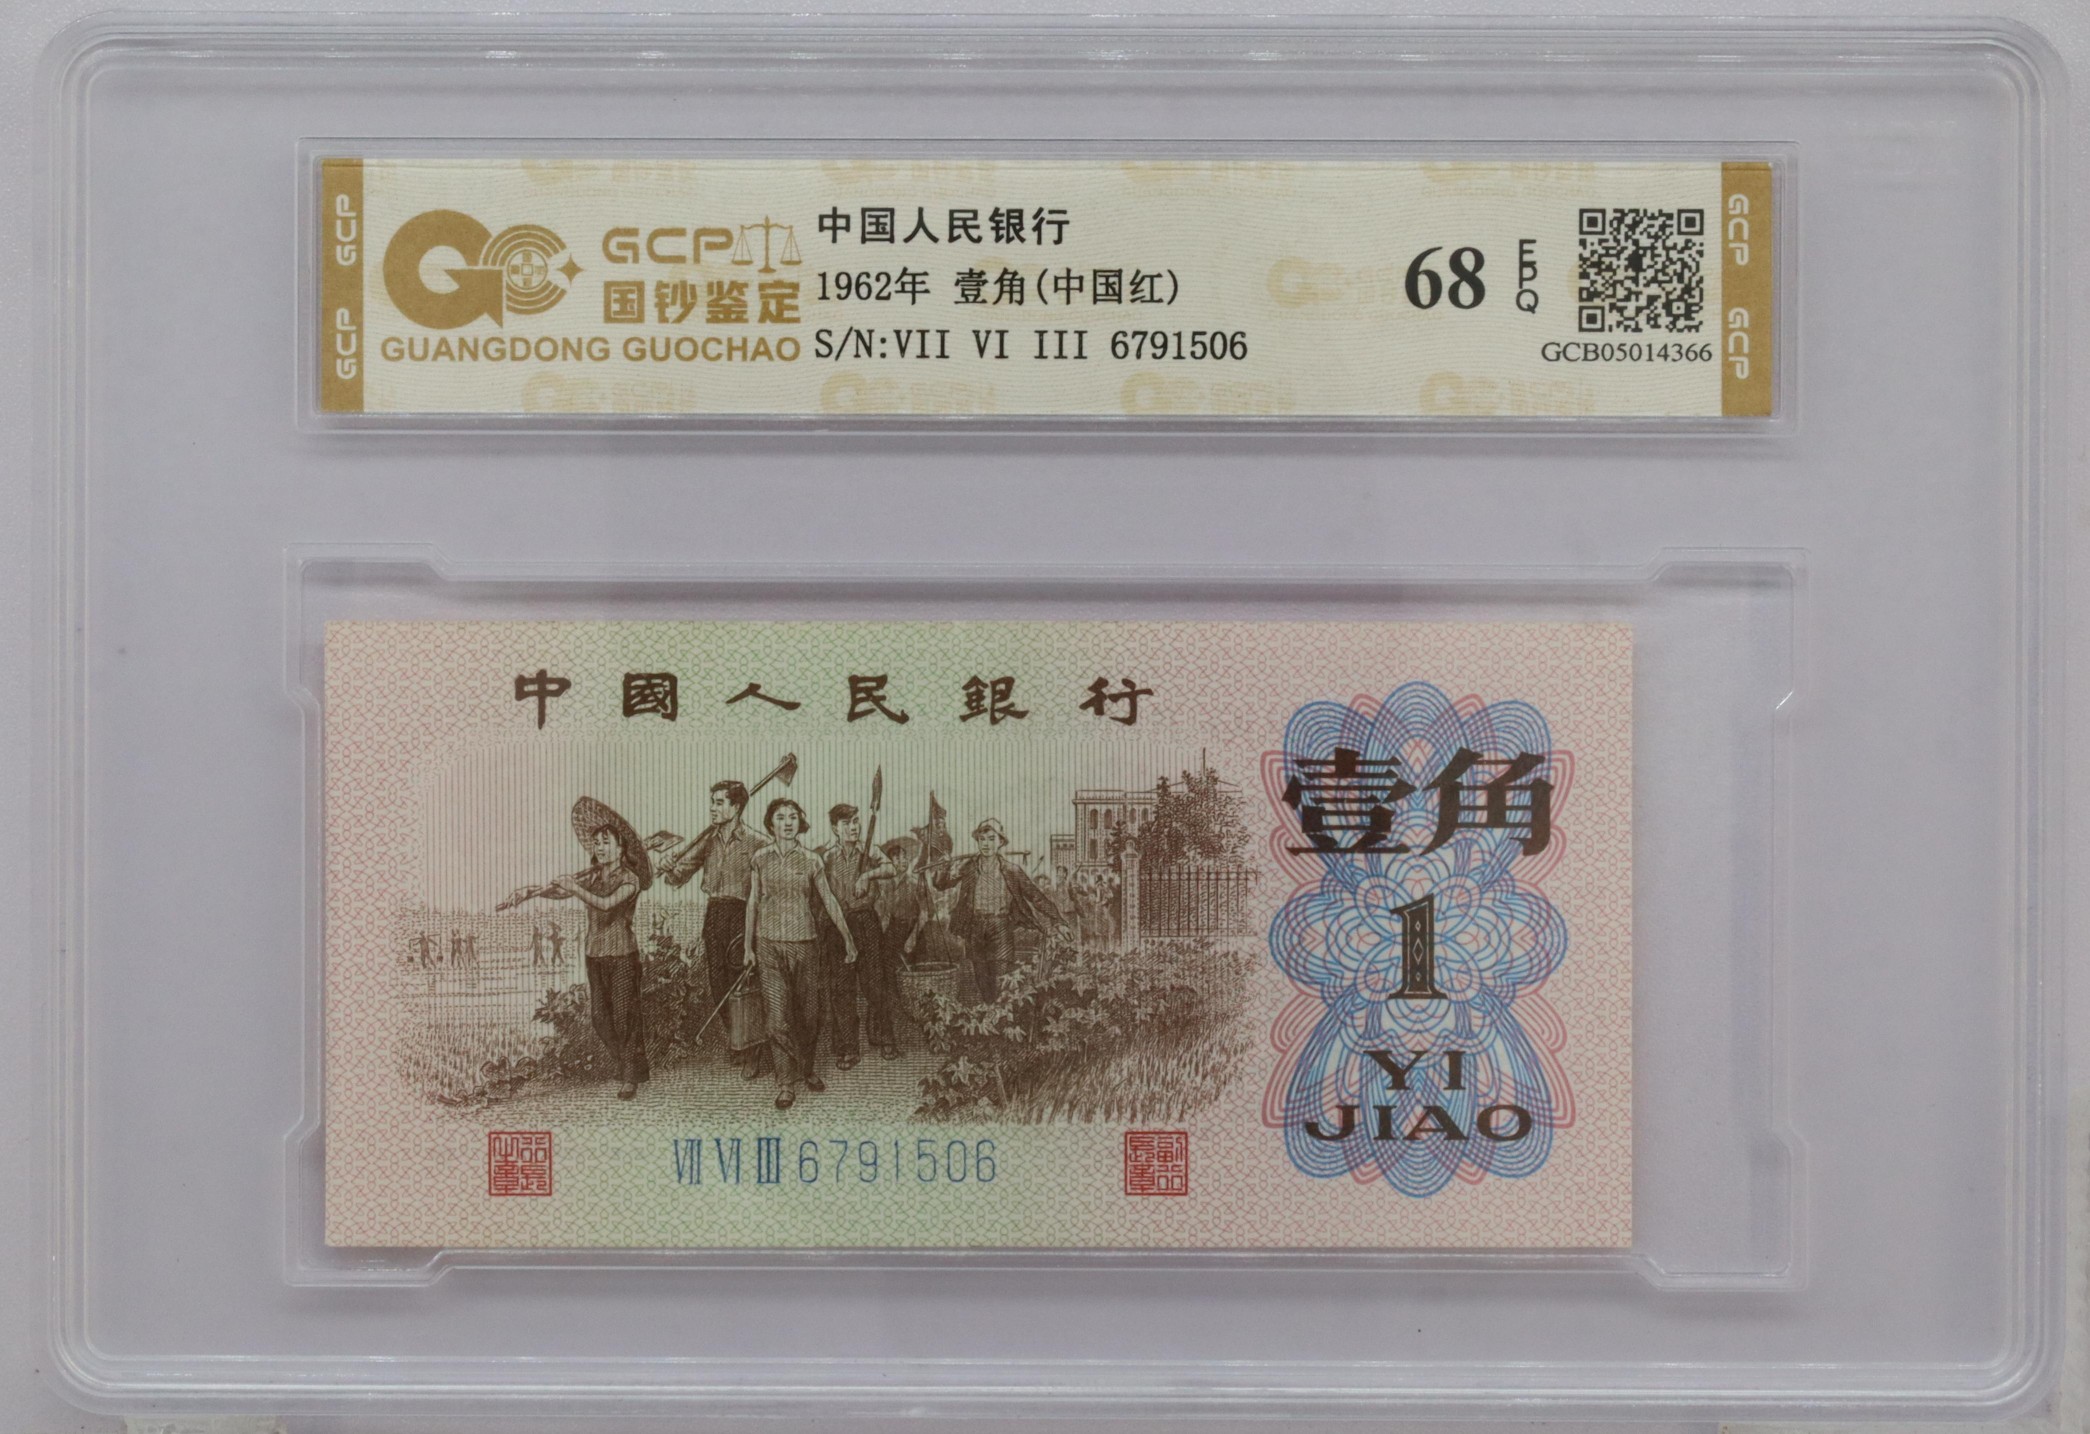 GCP
GCP
GCP
国钞鉴定
GUANGDONG GUOCHAO
中国人民银行
1962年 壹角(中国红)
S/N:VII VI III 6791506
68
EPQ
GCB05014366
GCP
GCP
中國人民銀行
壹角
1
YI
JIAO
VII VI III 6791506